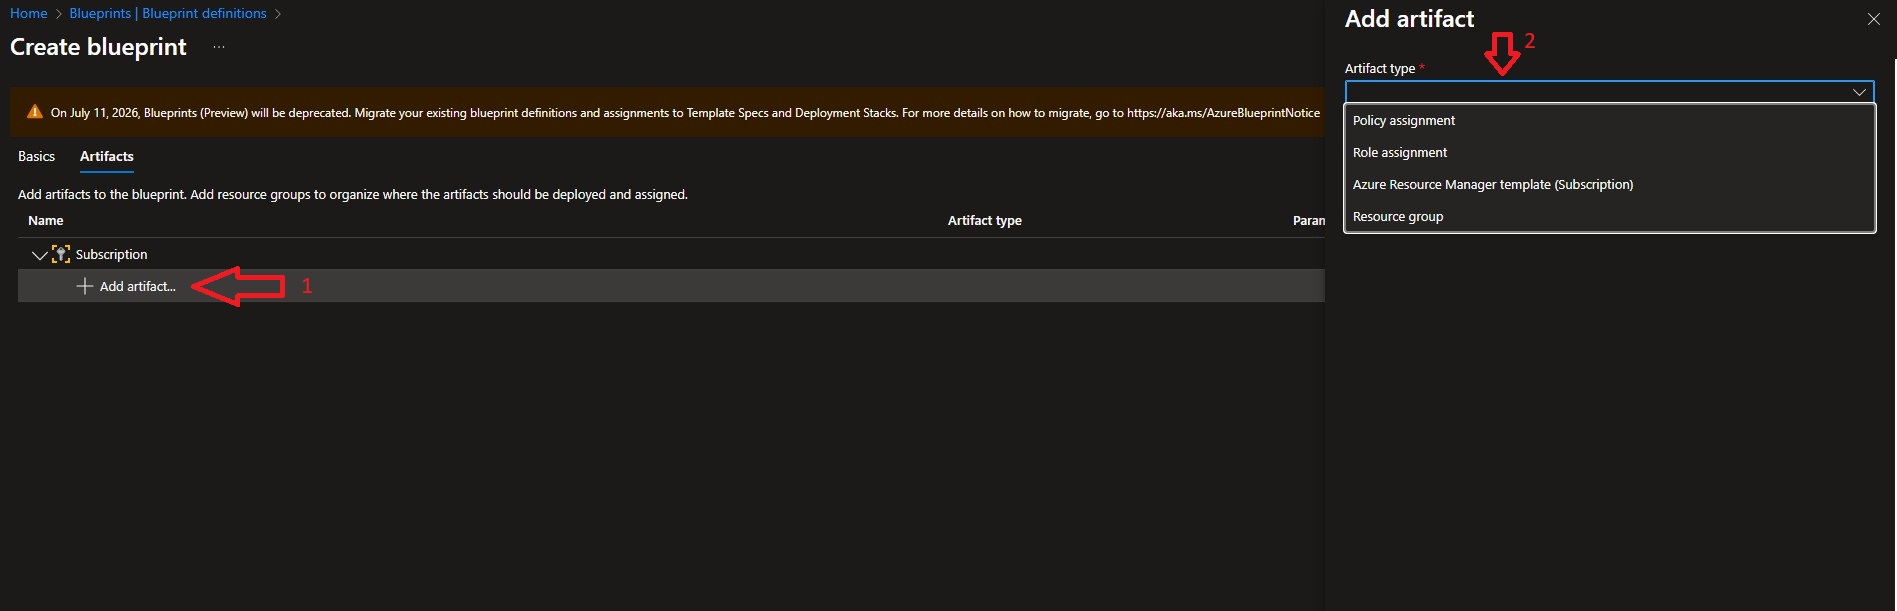 Home > Blueprints | Blueprint definitions >
Create blueprint ...
On July 11, 2026, Blueprints (Preview) will be deprecated. Migrate your existing blueprint definitions and assignments to Template Specs and Deployment Stacks. For more details on how to migrate, go to https://aka.ms/AzureBlueprintNotice
Basics Artifacts
Add artifacts to the blueprint. Add resource groups to organize where the artifacts should be deployed and assigned.
Name Artifact type Param
Subscription
+ Add artifact... 1
Add artifact
2
Artifact type *
Policy assignment
Role assignment
Azure Resource Manager template (Subscription)
Resource group